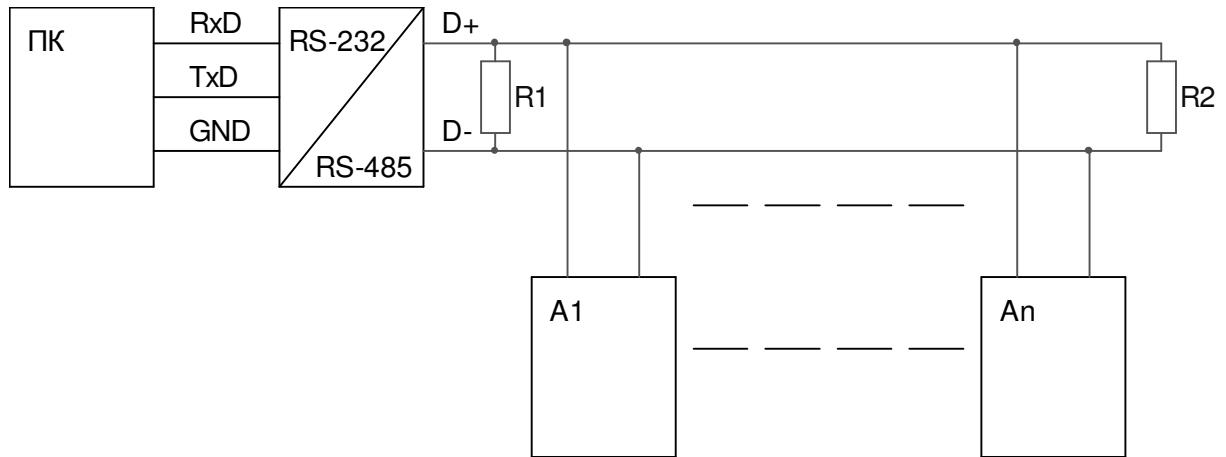 ПК
RxD
TxD
GND
RS-232
RS-485
D+
D-
R1
R2
A1
An